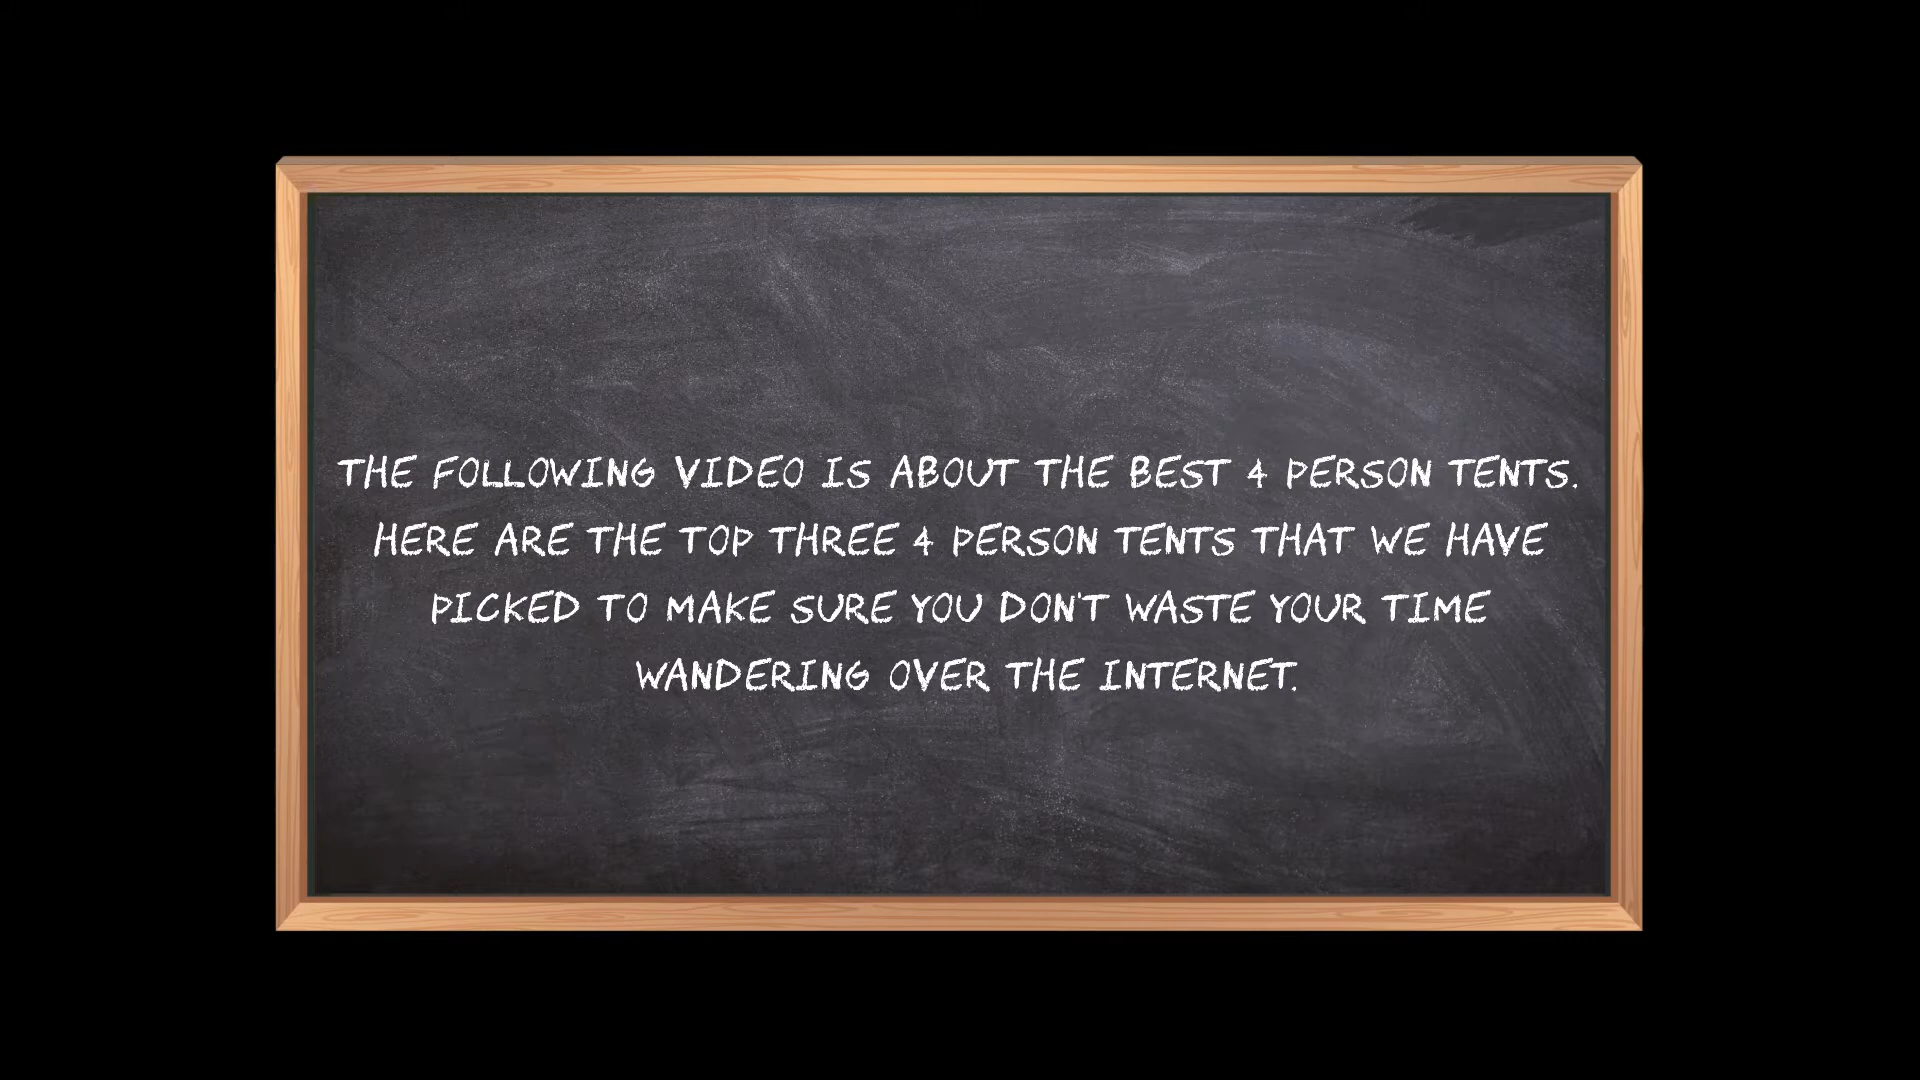 THE FOLLOWING VIDEO IS ABOUT THE BEST 4 PERSON TENTS.
HERE ARE THE TOP THREE 4 PERSON TENTS THAT WE HAVE
PICKED TO MAKE SURE YOU DON'T WASTE YOUR TIME
WANDERING OVER THE INTERNET.